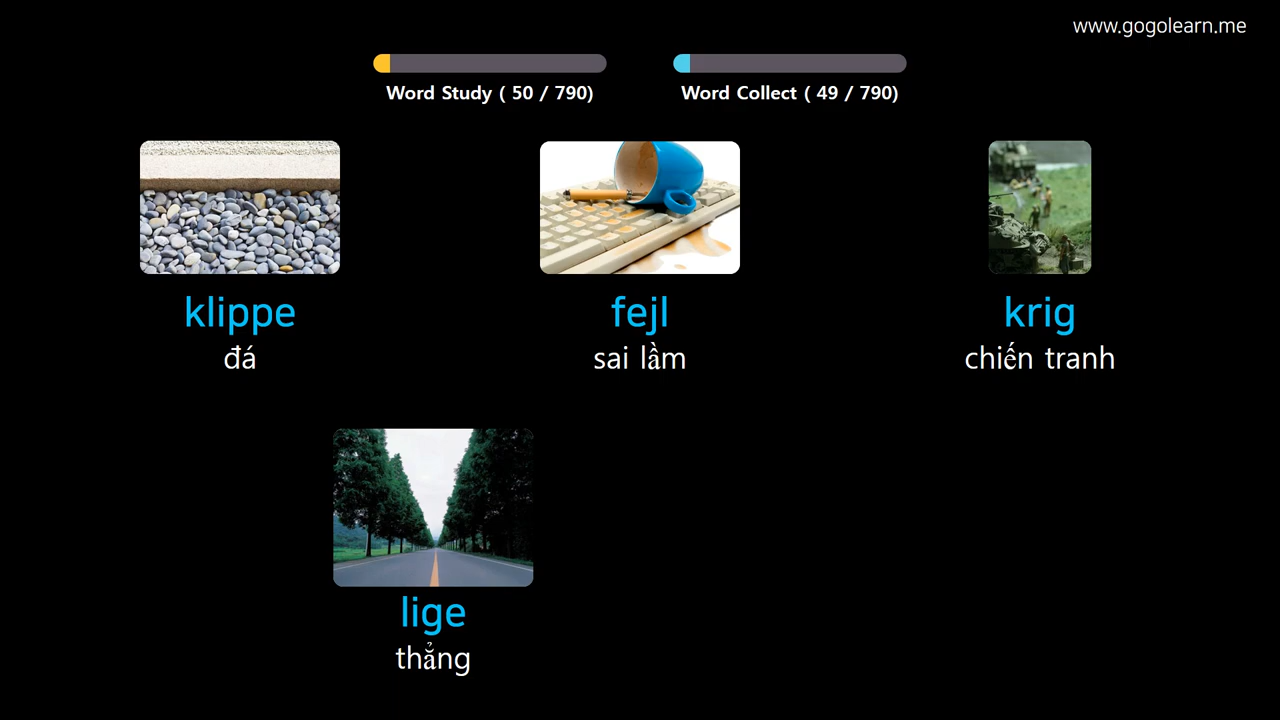 www.gogolearn.me
Word Study ( 50 / 790)
Word Collect ( 49 / 790)
klippe
đá
fejl
sai lầm
krig
chiến tranh
lige
thẳng